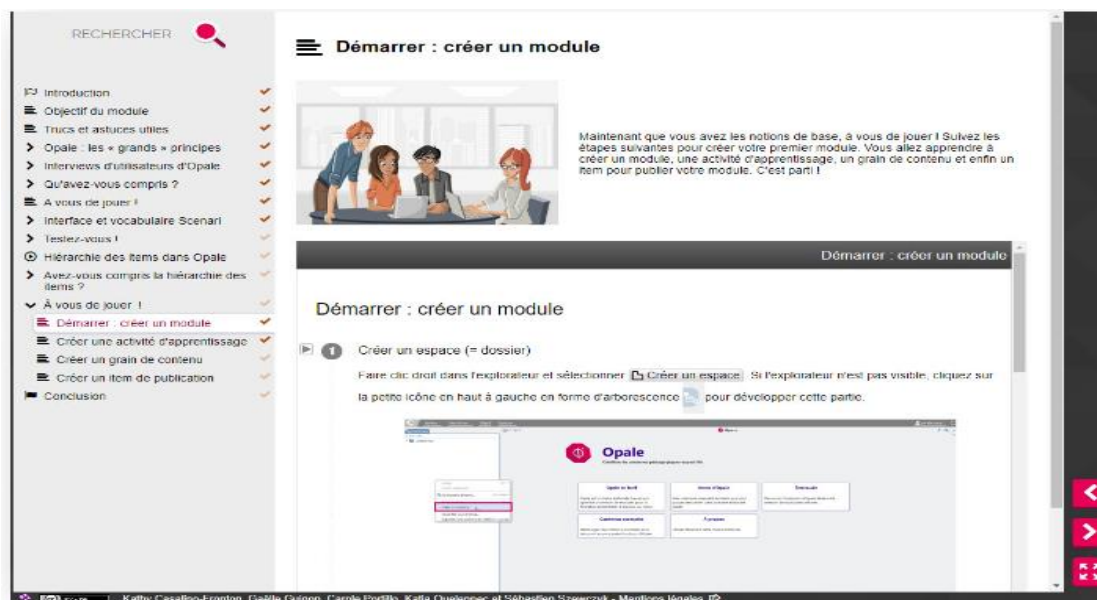 RECHERCHER
Introduction
Objectif du module
Trucs et astuces utiles
Opale : les « grands » principes
Interviews d'utilisateurs d'Opale
Qu'avez-vous compris ?
A vous de jouer !
Interface et vocabulaire Scenari
Testez-vous !
Hiérarchie des items dans Opale
Avez-vous compris la hiérarchie des
items ?
À vous de jouer !
Démarrer : créer un module
Créer une activité d'apprentissage
Créer un grain de contenu
Créer un item de publication
Conclusion
Démarrer : créer un module
Maintenant que vous avez les notions de base, à vous de jouer ! Suivez les
étapes suivantes pour créer votre premier module. Vous allez apprendre à
créer un module, une activité d'apprentissage, un grain de contenu et enfin un
item pour publier votre module. C'est parti !
Démarrer : créer un module
Démarrer : créer un module
1 Créer un espace (= dossier)
Faire clic droit dans l'explorateur et sélectionner Créer un espace. Si l'explorateur n'est pas visible, cliquez sur
la petite icône en haut à gauche en forme d'arborescence pour développer cette partie.
Opale
Kathy Casalino-Fronton, Gaëlle Guigon, Carole Portillo, Katia Quelennec et Sébastien Szewczyk - Mentions légales